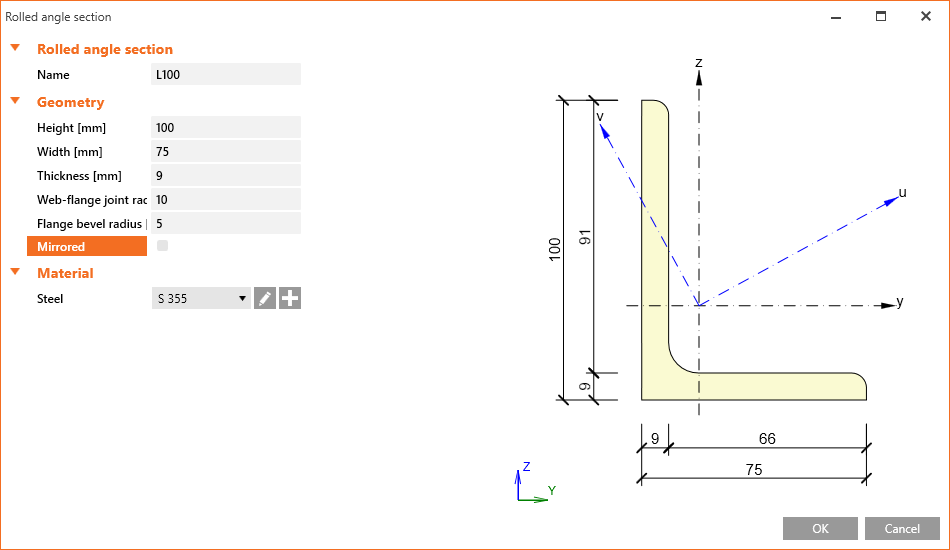 Rolled angle section
Rolled angle section
Name L100
Geometry
Height [mm] 100
Width [mm] 75
Thickness [mm] 9
Web-flange joint rac 10
Flange bevel radius [ 5
Mirrored
Material
Steel S 355
z
v
u
100
91
y
9
9 66
75
Z
Y
OK Cancel